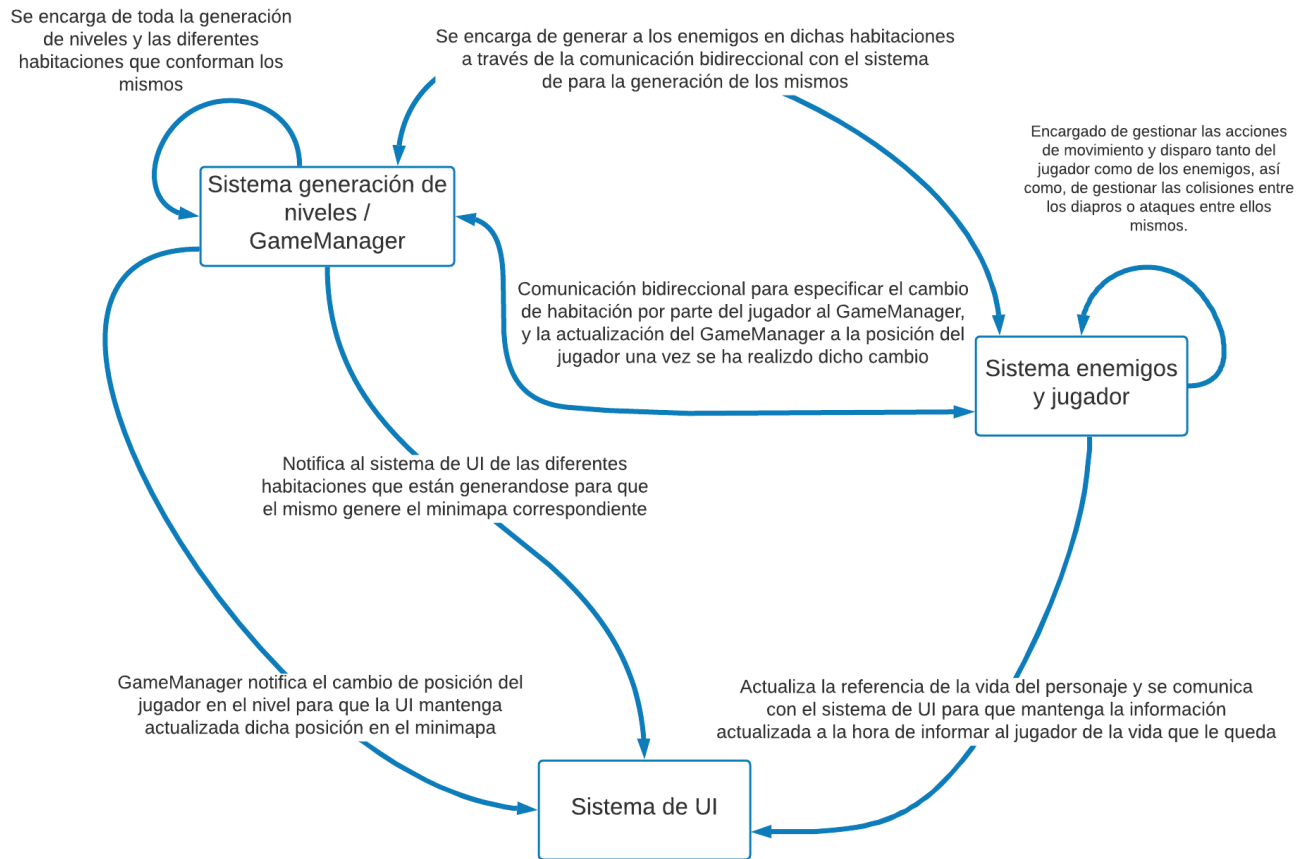 Se encarga de toda la generación
de niveles y las diferentes
habitaciones que conforman los
mismos
Se encarga de generar a los enemigos en dichas habitaciones
a través de la comunicación bidireccional con el sistema
de para la generación de los mismos
Encargado de gestionar las acciones
de movimiento y disparo tanto del
jugador como de los enemigos, así
como, de gestionar las colisiones entre
los diapros o ataques entre ellos
mismos.
Sistema generación de
niveles /
GameManager
Comunicación bidireccional para especificar el cambio
de habitación por parte del jugador al GameManager,
y la actualización del GameManager a la posición del
jugador una vez se ha realizdo dicho cambio
Sistema enemigos
y jugador
Notifica al sistema de UI de las diferentes
habitaciones que están generandose para que
el mismo genere el minimapa correspondiente
GameManager notifica el cambio de posición del
jugador en el nivel para que la UI mantenga
actualizada dicha posición en el minimapa
Actualiza la referencia de la vida del personaje y se comunica
con el sistema de UI para que mantenga la información
actualizada a la hora de informar al jugador de la vida que le queda
Sistema de UI